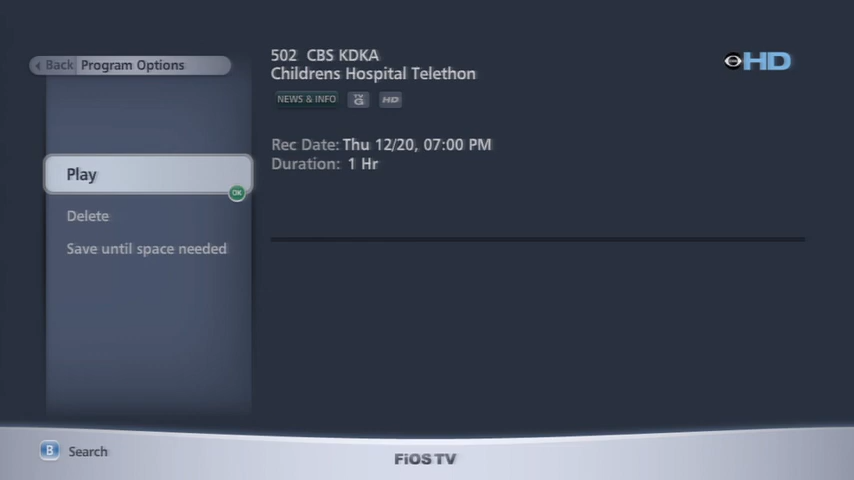 Back Program Options
502 CBS KDKA
Childrens Hospital Telethon
HD
NEWS & INFO TV G HD
Rec Date: Thu 12/20, 07:00 PM
Duration: 1 Hr
Play
OK
Delete
Save until space needed
B Search
FiOS TV